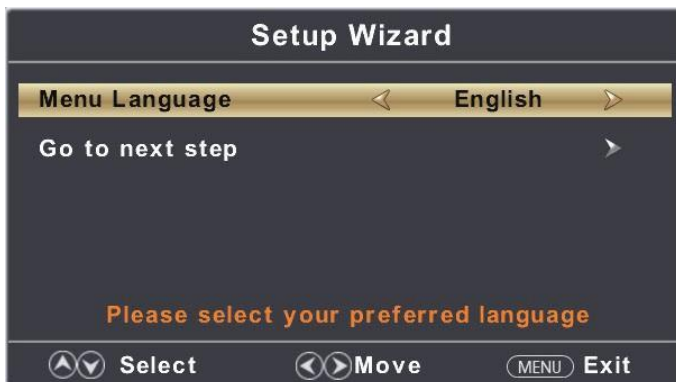 Setup Wizard
Menu Language English
Go to next step
Please select your preferred language
Select Move MENU Exit